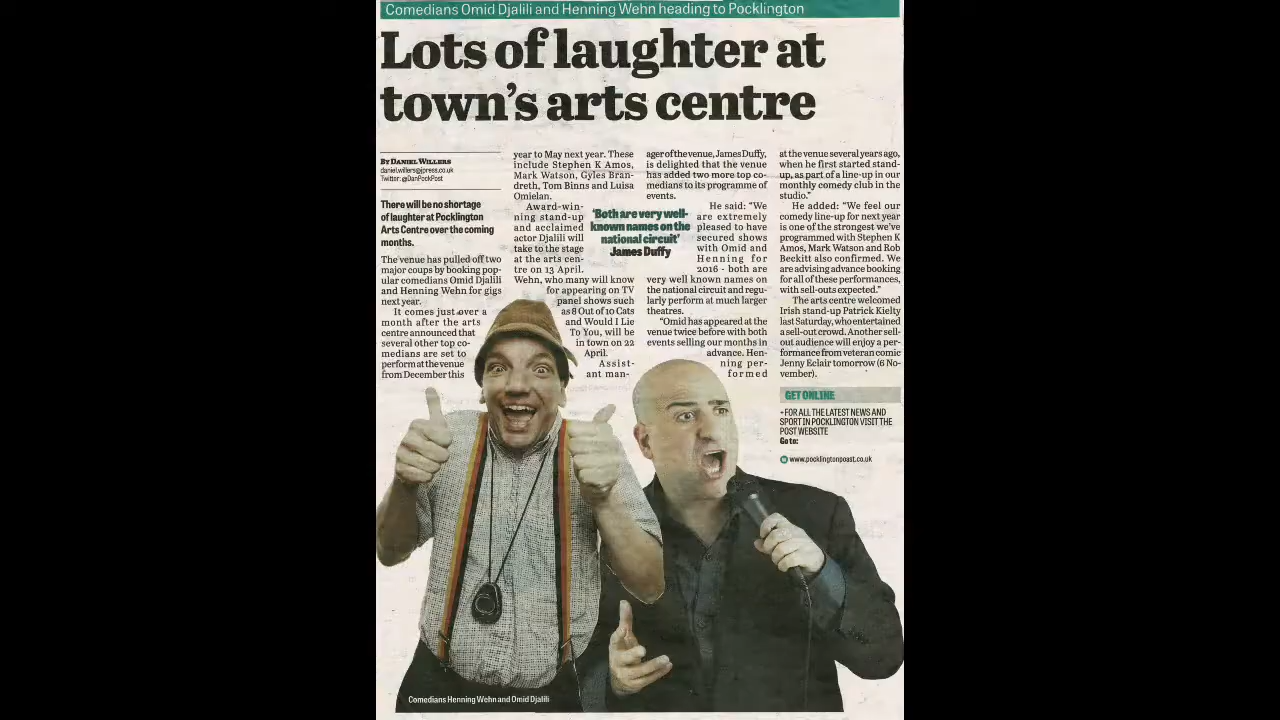 Comedians Omid Djalili and Henning Wehn heading to Pocklington
Lots of laughter at
town's arts centre
BY DANIEL WILLERS
daniel.willers@jpress.co.uk
Twitter: @DanPockPost
There will be no shortage
of laughter at Pocklington
Arts Centre over the coming
months.
The venue has pulled off two
major coups by booking pop-
ular comedians Omid Djalili
and Henning Wehn for gigs
next year.
It comes just over a
month after the arts
centre announced that
several other top co-
medians are set to
perform at the venue
from December this
year to May next year. These
include Stephen K Amos,
Mark Watson, Gyles Bran-
dreth, Tom Binns and Luisa
Omielan.
Award-win-
ning stand-up
and acclaimed
actor Djalili will
take to the stage
at the arts cen-
tre on 13 April.
Wehn, who many will know
for appearing on TV
panel shows such
as 8 Out of 10 Cats
and Would I Lie
To You, will be
in town on 22
April.
Assist-
ant man-
'Both are very well-
known names on the
national circuit'
James Duffy
ager of the venue, James Duffy,
is delighted that the venue
has added two more top co-
medians to its programme of
events.
He said: "We
are extremely
pleased to have
secured shows
with Omid and
Henning for
2016 - both are
very well known names on
the national circuit and regu-
larly perform at much larger
theatres.
"Omid has appeared at the
venue twice before with both
events selling our months in
advance. Hen-
ning per-
formed
at the venue several years ago,
when he first started stand-
up, as part of a line-up in our
monthly comedy club in the
studio."
He added: "We feel our
comedy line-up for next year
is one of the strongest we've
programmed with Stephen K
Amos, Mark Watson and Rob
Beckitt also confirmed. We
are advising advance booking
for all of these performances,
with sell-outs expected."
The arts centre welcomed
Irish stand-up Patrick Kielty
last Saturday, who entertained
a sell-out crowd. Another sell-
out audience will enjoy a per-
formance from veteran comic
Jenny Eclair tomorrow (6 No-
vember).
GET ONLINE
+ FOR ALL THE LATEST NEWS AND
SPORT IN POCKLINGTON VISIT THE
POST WEBSITE
Go to:
www.pocklingtonpoast.co.uk
Comedians Henning Wehn and Omid Djalili